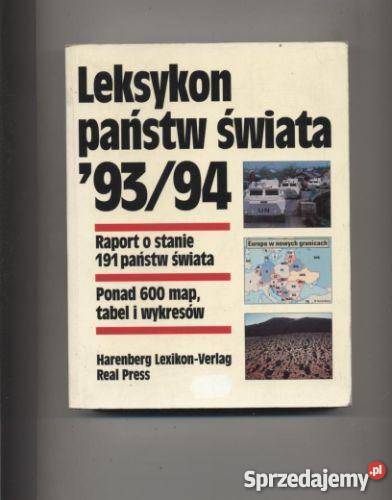 Leksykon
państw świata
'93/94
Raport o stanie
191 państw świata
Ponad 600 map,
tabel i wykresów
Harenberg Lexikon-Verlag
Real Press
UN
Europa w nowych granicach
Sprzedajemy.pl